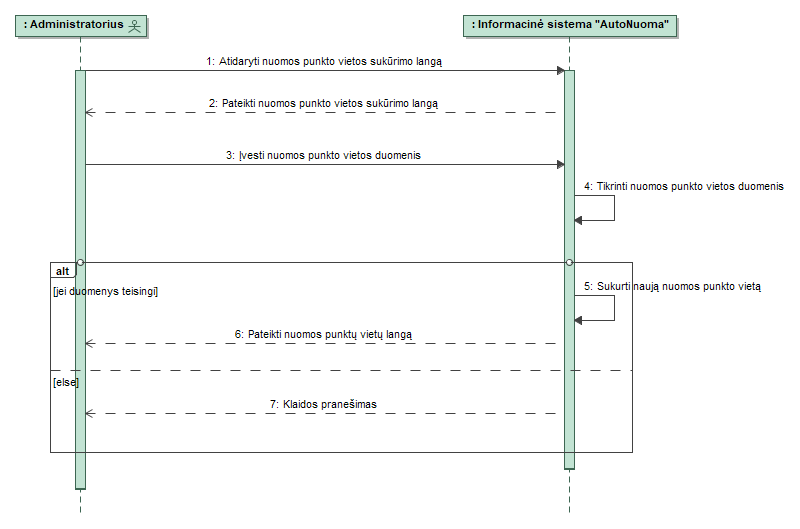 : Administratorius
: Informacinė sistema "AutoNuoma"
1: Atidaryti nuomos punkto vietos sukūrimo langą
2: Pateikti nuomos punkto vietos sukūrimo langą
3: Įvesti nuomos punkto vietos duomenis
4: Tikrinti nuomos punkto vietos duomenis
alt
[jei duomenys teisingi]
5: Sukurti naują nuomos punkto vietą
6: Pateikti nuomos punktų vietų langą
[else]
7: Klaidos pranešimas